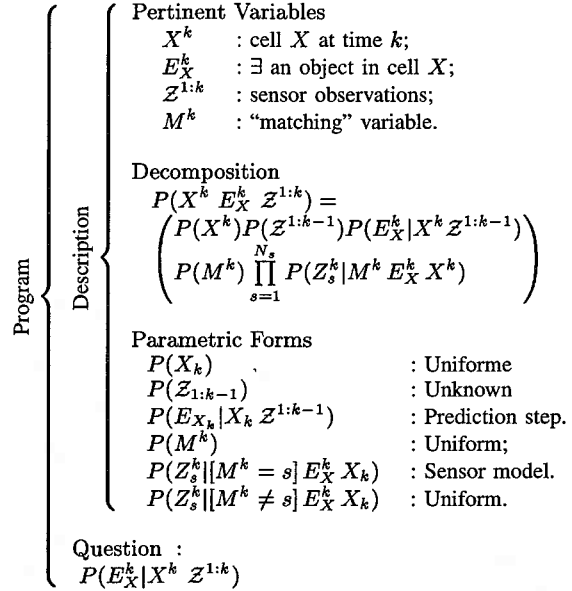 Program
Description
Pertinent Variables
X^k : cell X at time k;
E_X^k : ∃ an object in cell X;
𝒵^{1:k} : sensor observations;
M^k : “matching” variable.
Decomposition
P(X^k E_X^k 𝒵^{1:k}) =
( P(X^k)P(𝒵^{1:k−1})P(E_X^k|X^k 𝒵^{1:k−1})
P(M^k) ∏_{s=1}^{N_s} P(Z_s^k|M^k E_X^k X^k) )
Parametric Forms
P(X_k) : Uniforme
P(𝒵_{1:k−1}) : Unknown
P(E_{X_k}|X_k 𝒵^{1:k−1}) : Prediction step.
P(M^k) : Uniform;
P(Z_s^k|[M^k = s] E_X^k X_k) : Sensor model.
P(Z_s^k|[M^k ≠ s] E_X^k X_k) : Uniform.
Question :
P(E_X^k|X^k 𝒵^{1:k})